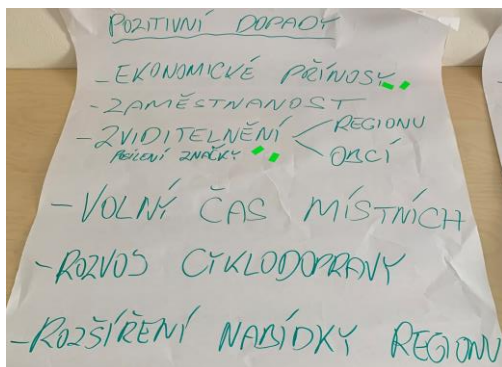 POZITIVNÍ DOPADY
- EKONOMICKÉ PŘÍNOSY
- ZAMĚSTNANOST
- ZVIDITELNĚNÍ < REGIONU
POSÍLENÍ ZNAČKY OBCÍ
- VOLNÝ ČAS MÍSTNÍCH
- ROZVOJ CYKLODOPRAVY
- ROZŠÍŘENÍ NABÍDKY REGIONU